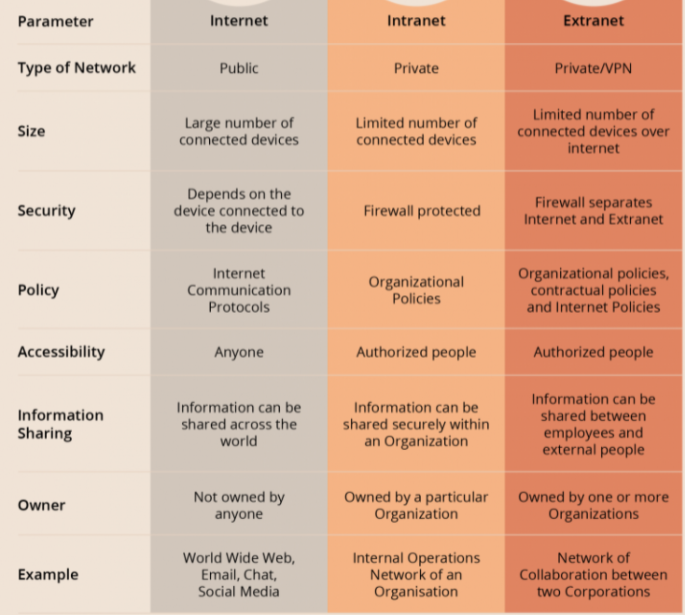 Parameter Internet Intranet Extranet
Type of Network Public Private Private/VPN
Size
Large number of
connected devices
Limited number of
connected devices
Limited number of
connected devices over
internet
Security
Depends on the
device connected to
the device
Firewall protected
Firewall separates
Internet and Extranet
Policy
Internet
Communication
Protocols
Organizational
Policies
Organizational policies,
contractual policies
and Internet Policies
Accessibility Anyone Authorized people Authorized people
Information
Sharing
Information can be
shared across the
world
Information can be
shared securely within
an Organization
Information can be
shared between
employees and
external people
Owner
Not owned by
anyone
Owned by a particular
Organization
Owned by one or more
Organizations
Example
World Wide Web,
Email, Chat,
Social Media
Internal Operations
Network of an
Organisation
Network of
Collaboration between
two Corporations